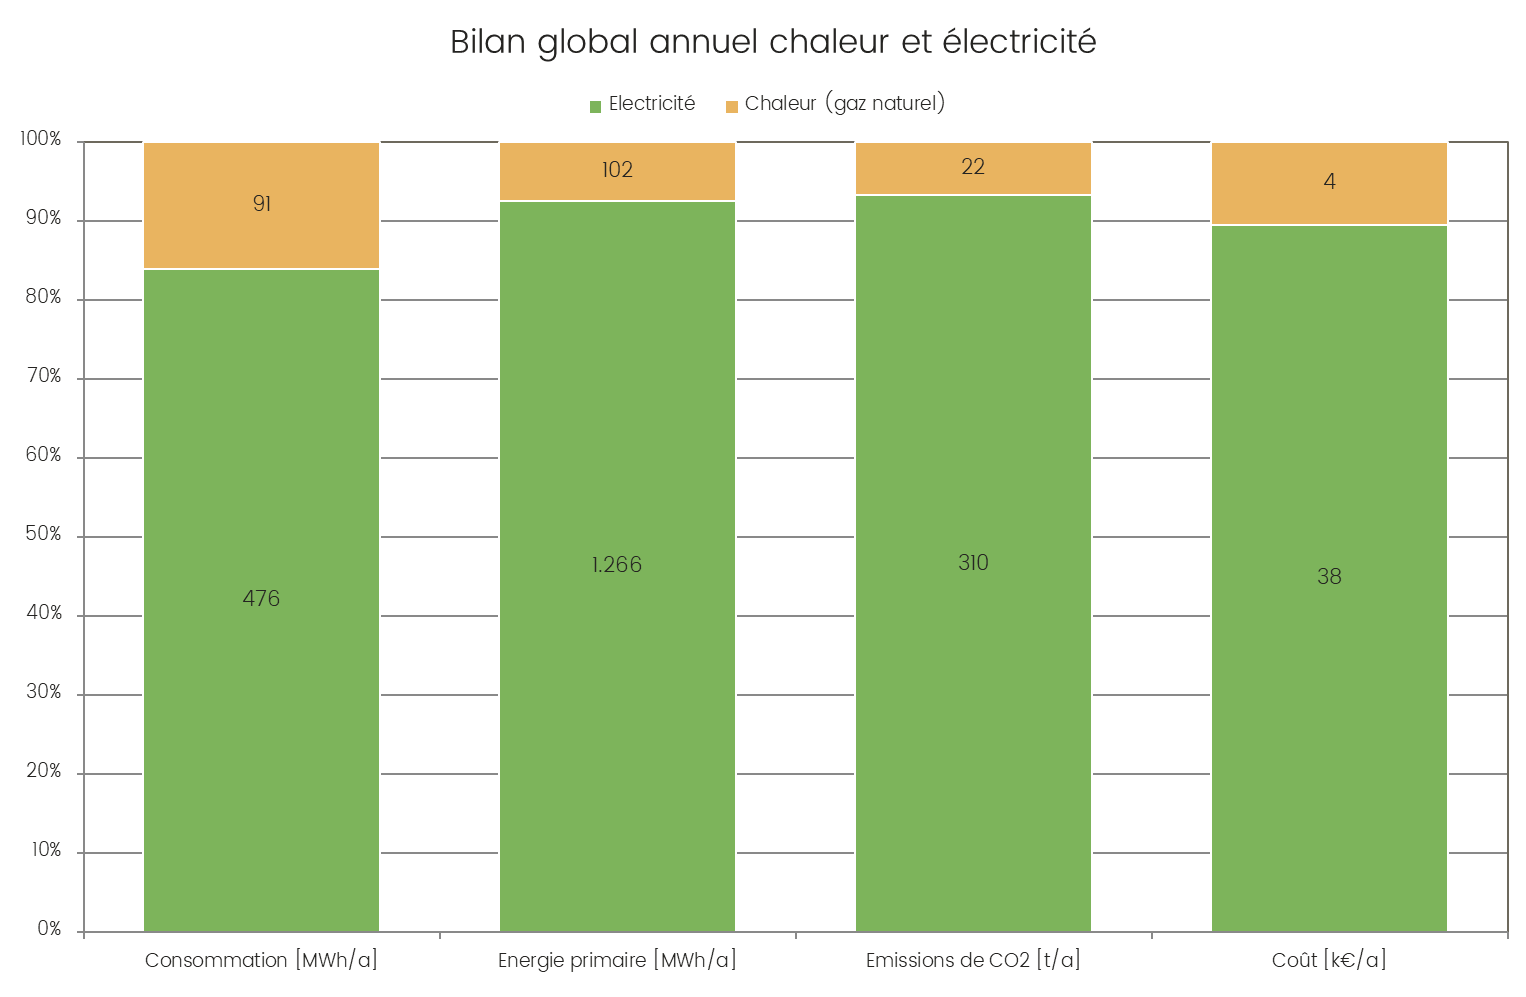 Bilan global annuel chaleur et électricité
Electricité Chaleur (gaz naturel)
100%
91 102 22 4
90%
80%
70%
60%
50%
476 1.266 310 38
40%
30%
20%
10%
0%
Consommation [MWh/a] Energie primaire [MWh/a] Emissions de CO2 [t/a] Coût [k€/a]